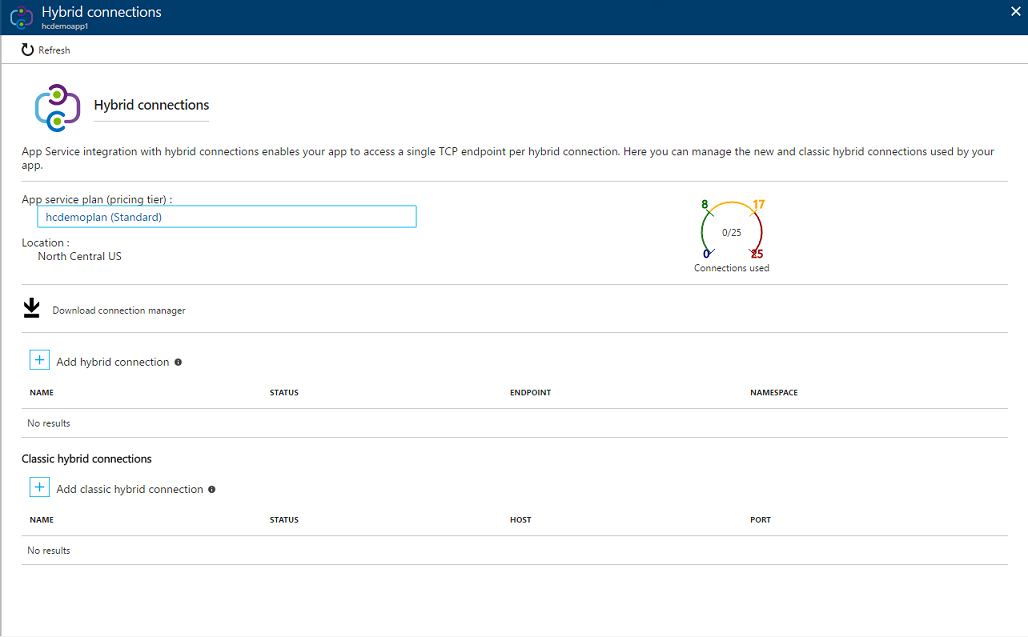 Hybrid connections
hcdemoapp1
Refresh
Hybrid connections
App Service integration with hybrid connections enables your app to access a single TCP endpoint per hybrid connection. Here you can manage the new and classic hybrid connections used by your
app.
App service plan (pricing tier) :
hcdemoplan (Standard)
Location :
North Central US
8 17
0/25
0 25
Connections used
Download connection manager
Add hybrid connection
NAME STATUS ENDPOINT NAMESPACE
No results
Classic hybrid connections
Add classic hybrid connection
NAME STATUS HOST PORT
No results